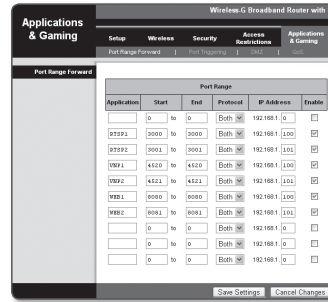 Wireless-G Broadband Router with
Applications
& Gaming
Setup Wireless Security Access Restrictions Applications & Gaming
Port Range Forward | Port Triggering | DMZ | QoS
Port Range Forward
Port Range
Application Start End Protocol IP Address Enable
0 to 0 Both 192.168.1. 0
RTSP1 3000 to 3000 Both 192.168.1. 100
RTSP2 3001 to 3001 Both 192.168.1. 101
VNP1 4520 to 4520 Both 192.168.1. 100
VNP2 4521 to 4521 Both 192.168.1. 101
WEB1 8080 to 8080 Both 192.168.1. 100
WEB2 8081 to 8081 Both 192.168.1. 101
0 to 0 Both 192.168.1. 0
0 to 0 Both 192.168.1. 0
0 to 0 Both 192.168.1. 0
Save Settings Cancel Changes